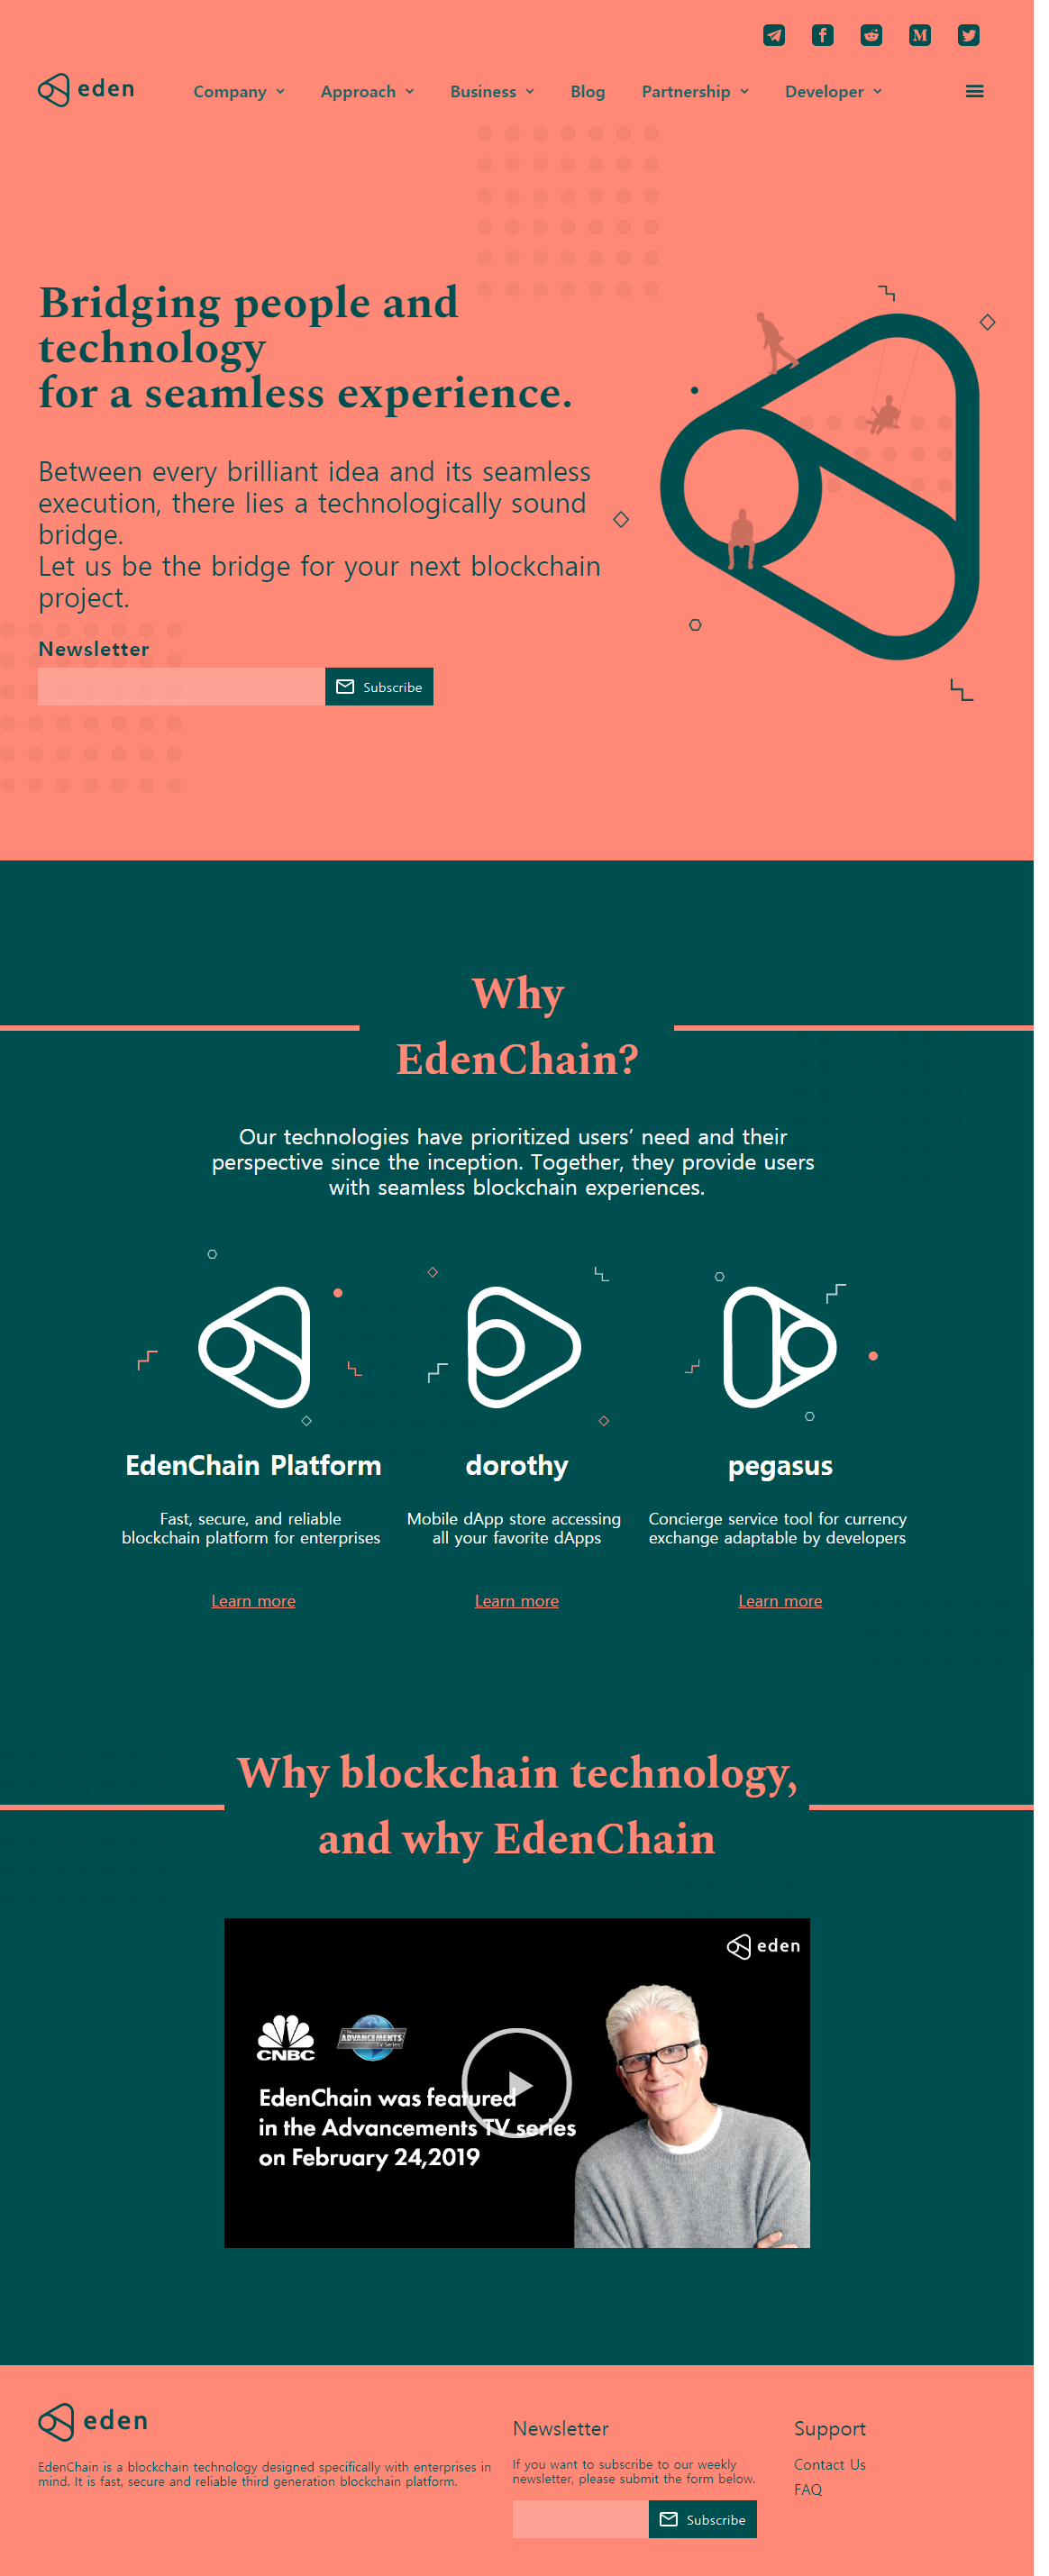 eden
Company
Approach
Business
Blog
Partnership
Developer
Bridging people and
technology
for a seamless experience.
Between every brilliant idea and its seamless
execution, there lies a technologically sound
bridge.
Let us be the bridge for your next blockchain
project.
Newsletter
Subscribe
Why
EdenChain?
Our technologies have prioritized users’ need and their
perspective since the inception. Together, they provide users
with seamless blockchain experiences.
EdenChain Platform
Fast, secure, and reliable
blockchain platform for enterprises
Learn more
dorothy
Mobile dApp store accessing
all your favorite dApps
Learn more
pegasus
Concierge service tool for currency
exchange adaptable by developers
Learn more
Why blockchain technology,
and why EdenChain
eden
CNBC
ADVANCEMENTS
TV Series
EdenChain was featured
in the Advancements TV series
on February 24,2019
eden
EdenChain is a blockchain technology designed specifically with enterprises in
mind. It is fast, secure and reliable third generation blockchain platform.
Newsletter
If you want to subscribe to our weekly
newsletter, please submit the form below.
Subscribe
Support
Contact Us
FAQ